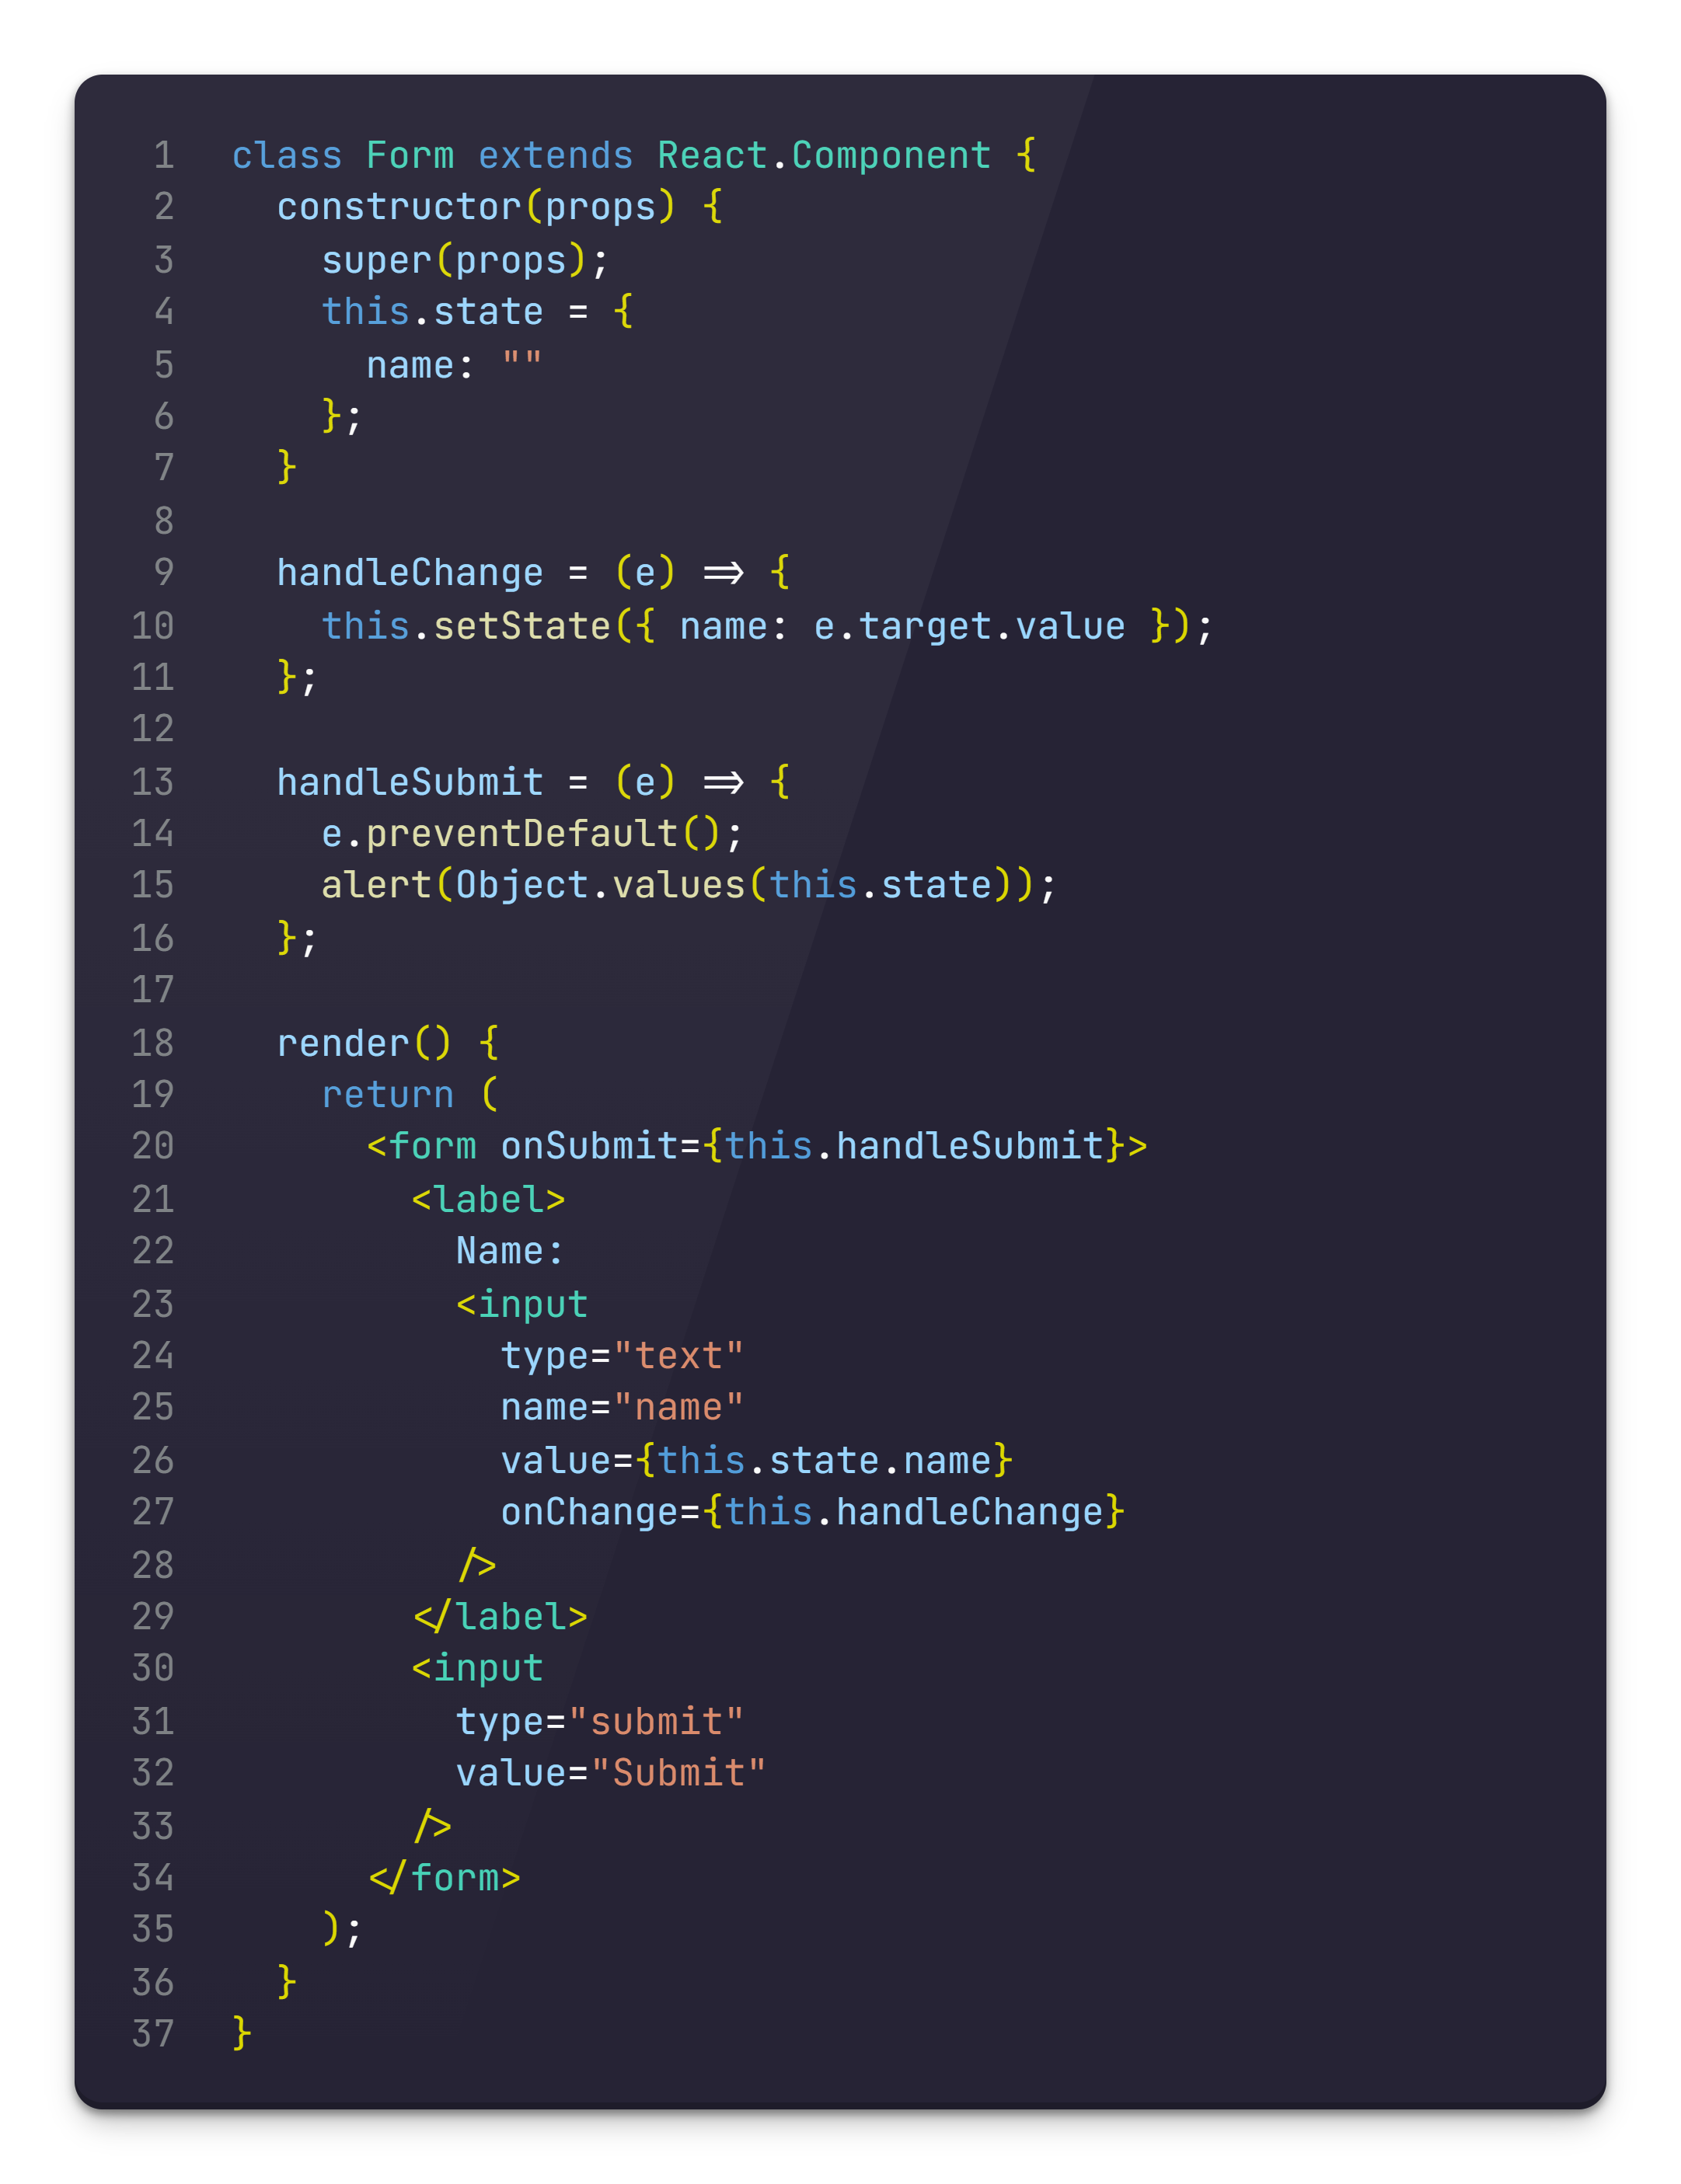 1 class Form extends React.Component {
2   constructor(props) {
3     super(props);
4     this.state = {
5       name: ""
6     };
7   }
8
9   handleChange = (e) => {
10     this.setState({ name: e.target.value });
11   };
12
13   handleSubmit = (e) => {
14     e.preventDefault();
15     alert(Object.values(this.state));
16   };
17
18   render() {
19     return (
20       <form onSubmit={this.handleSubmit}>
21         <label>
22           Name:
23           <input
24             type="text"
25             name="name"
26             value={this.state.name}
27             onChange={this.handleChange}
28           />
29         </label>
30         <input
31           type="submit"
32           value="Submit"
33         />
34       </form>
35     );
36   }
37 }